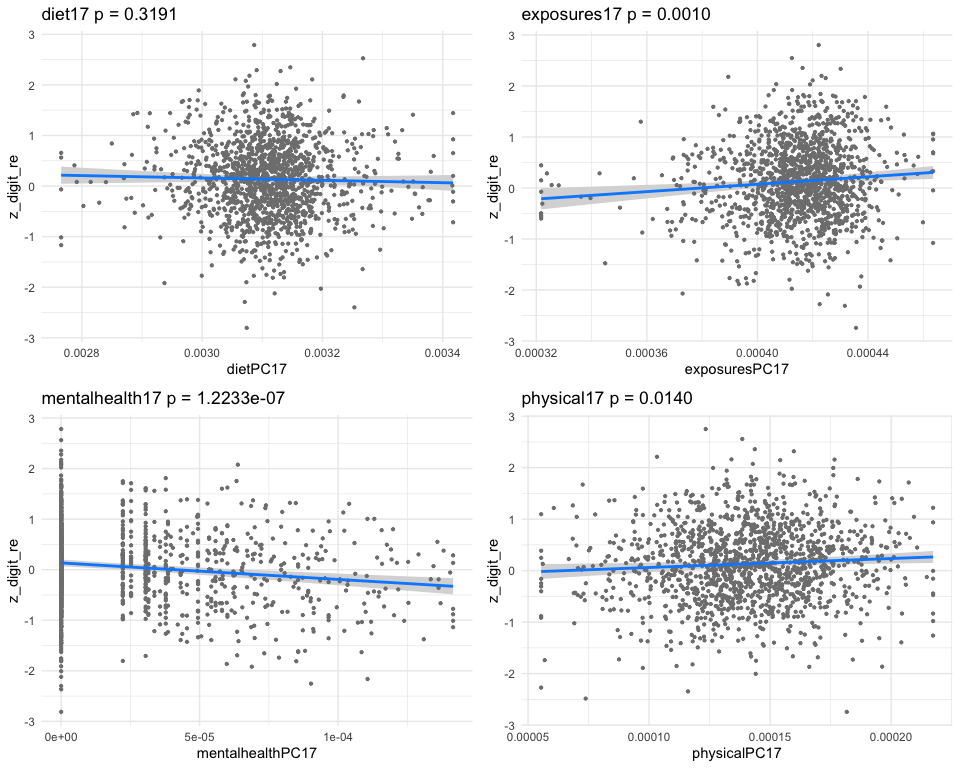 diet17 p = 0.3191
3
2
1
0
-1
-2
-3
z_digit_re
0.0028 0.0030 0.0032 0.0034
dietPC17
exposures17 p = 0.0010
3
2
1
0
-1
-2
-3
z_digit_re
0.00032 0.00036 0.00040 0.00044
exposuresPC17
mentalhealth17 p = 1.2233e-07
3
2
1
0
-1
-2
-3
z_digit_re
0e+00 5e-05 1e-04
mentalhealthPC17
physical17 p = 0.0140
3
2
1
0
-1
-2
-3
z_digit_re
0.00005 0.00010 0.00015 0.00020
physicalPC17